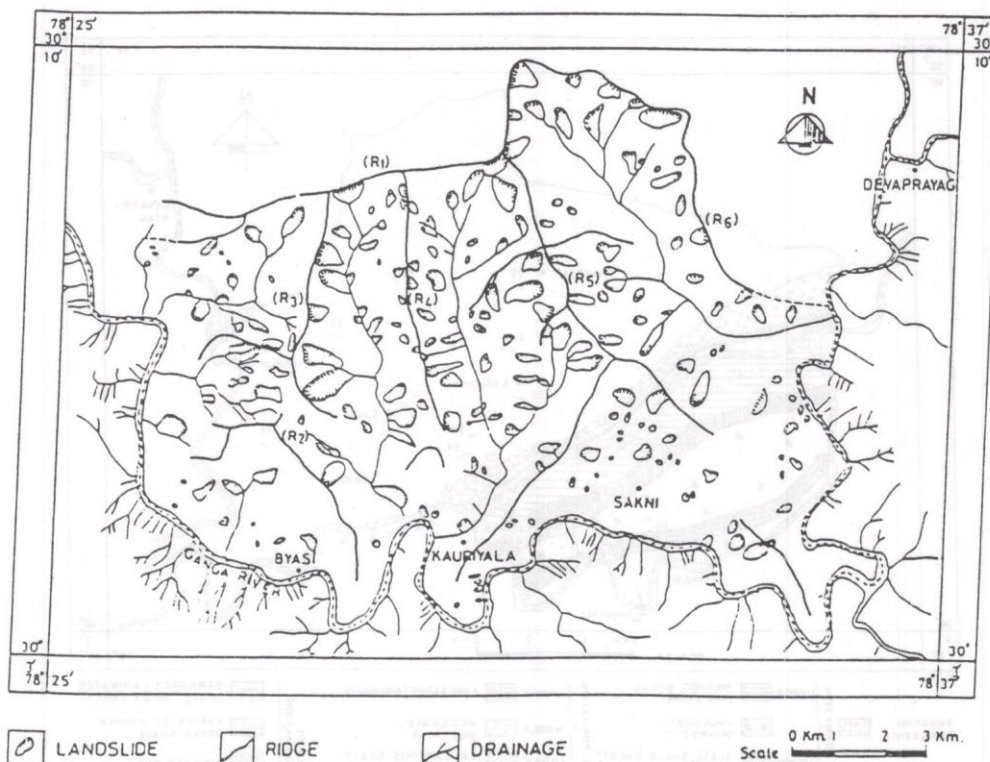 78° 25' 78° 37'
30° 30°
10' 10'
N
(R1)
DEVAPRAYAG
(R6)
(R3) (R4) (R5)
(R2)
SAKNI
BYASI KAURIYALA
GANGA RIVER
30° 30°
78° 25' 78° 37'
LANDSLIDE RIDGE DRAINAGE
0 Km. 2 3 Km.
Scale